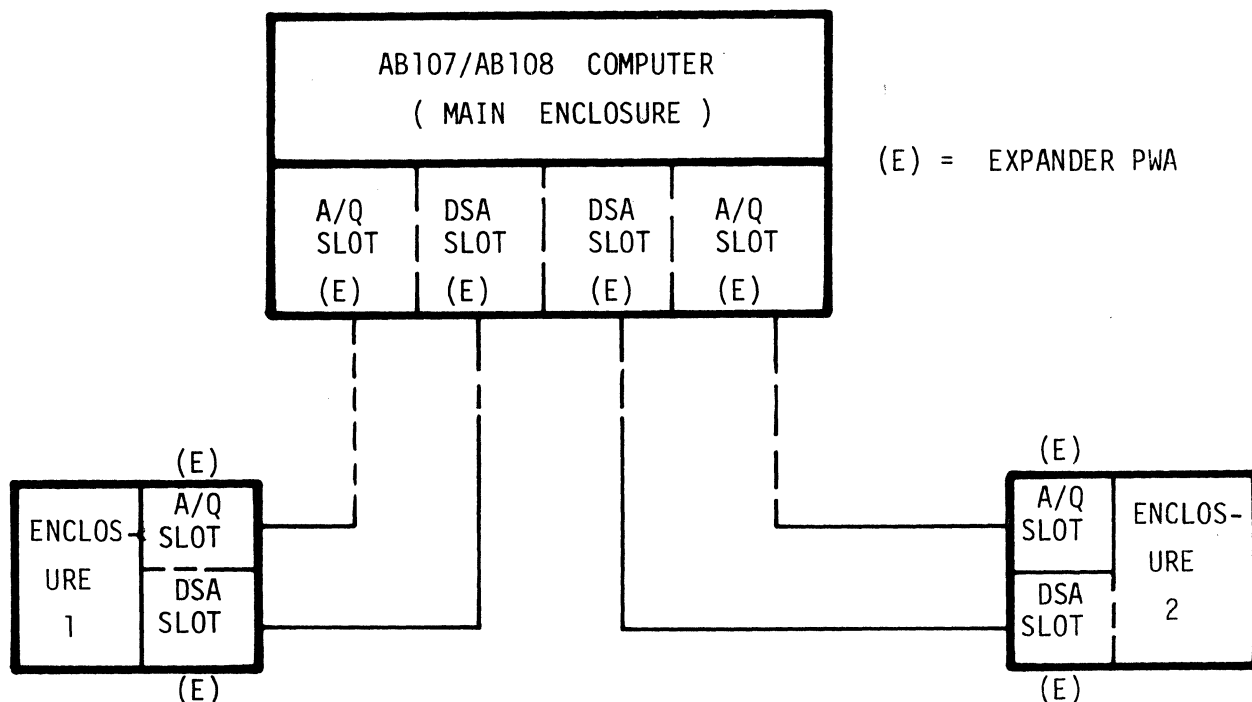 AB107/AB108 COMPUTER
( MAIN ENCLOSURE )
(E) = EXPANDER PWA
A/Q
SLOT
(E)
DSA
SLOT
(E)
DSA
SLOT
(E)
A/Q
SLOT
(E)
(E)
A/Q
SLOT
ENCLOS-
URE
1
DSA
SLOT
(E)
(E)
A/Q
SLOT
ENCLOS-
URE
2
DSA
SLOT
(E)